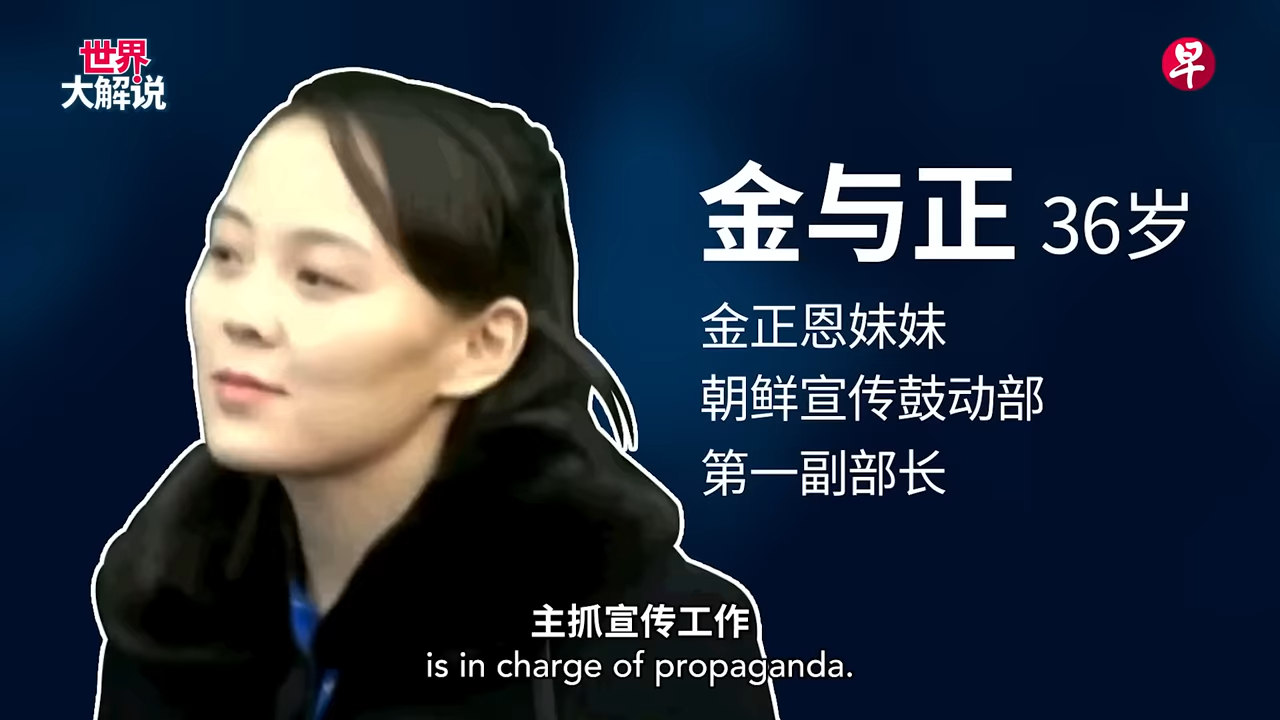 世界
大解说
早
金与正 36岁
金正恩妹妹
朝鲜宣传鼓动部
第一副部长
主抓宣传工作
is in charge of propaganda.